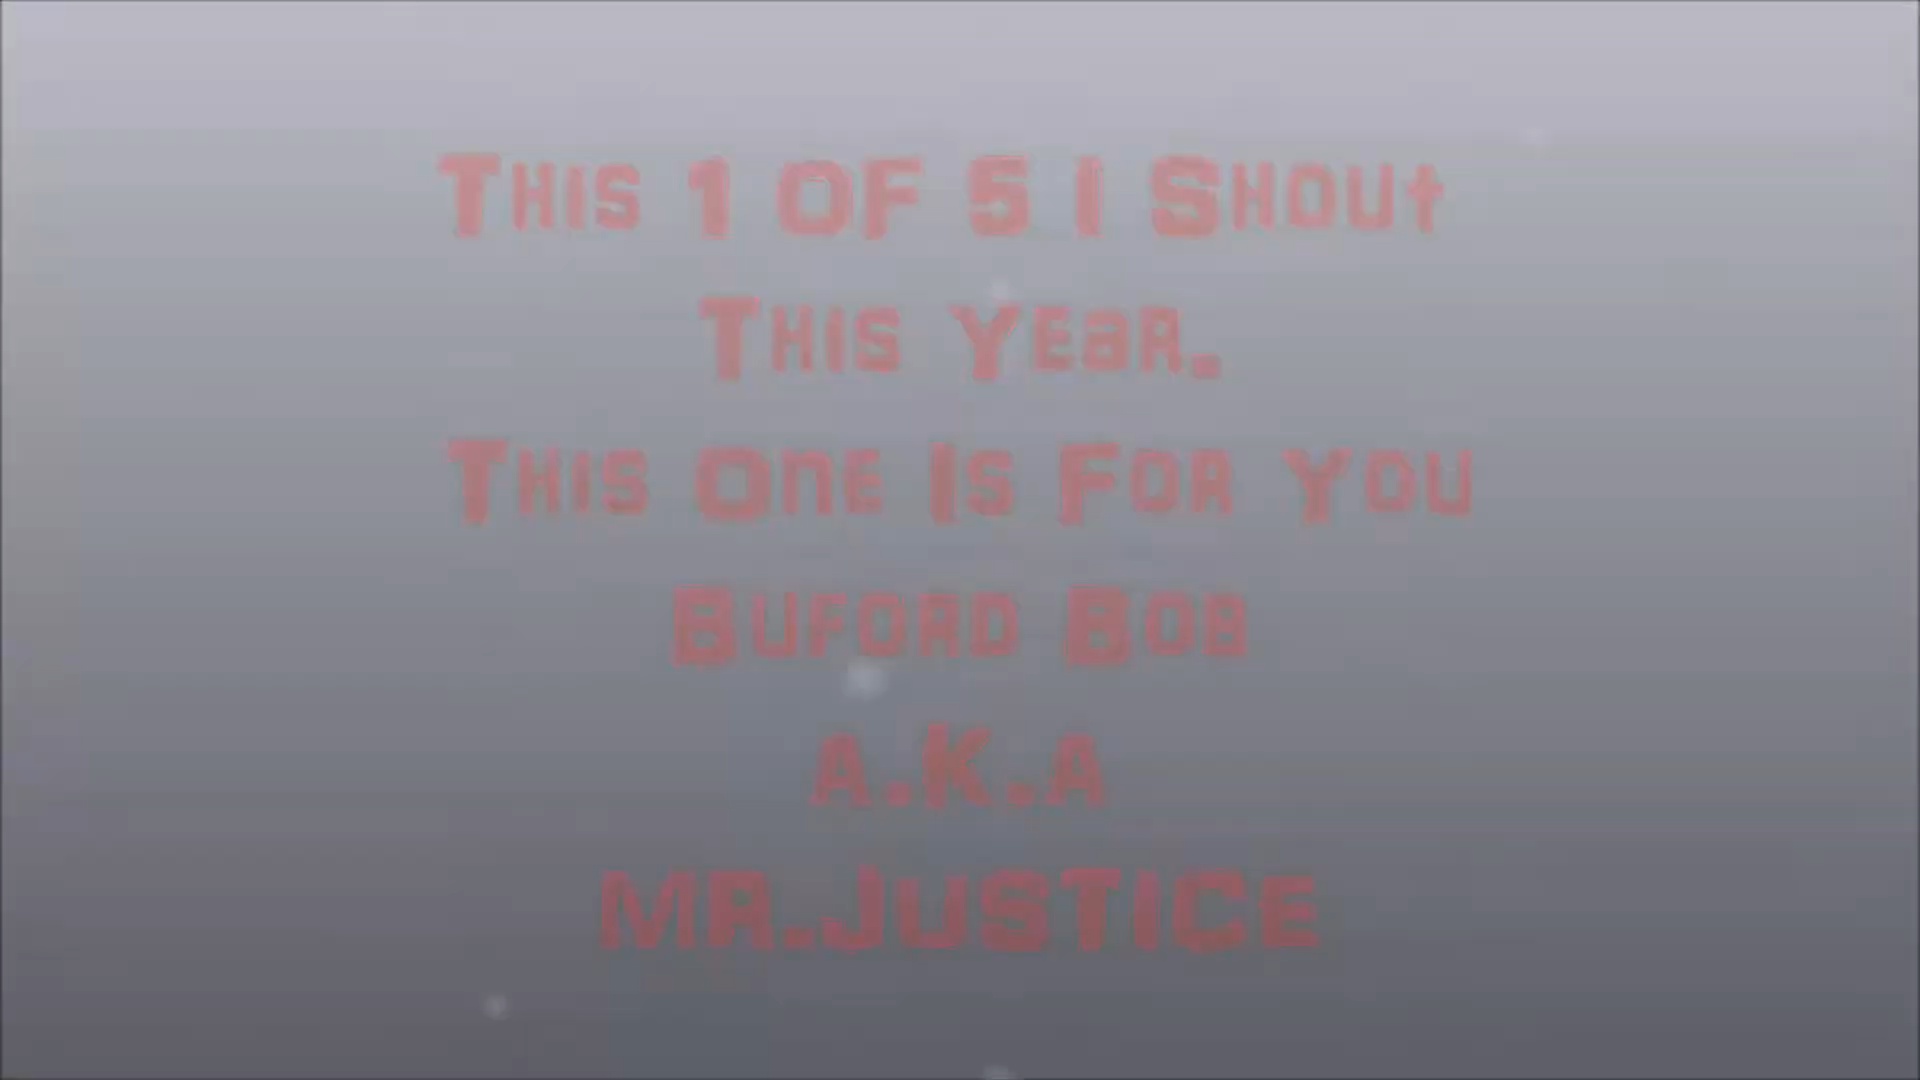 This 1 OF 5 I Shout
This Year.
This One Is For You
Buford Bob
A.K.A
MR.JUSTICE